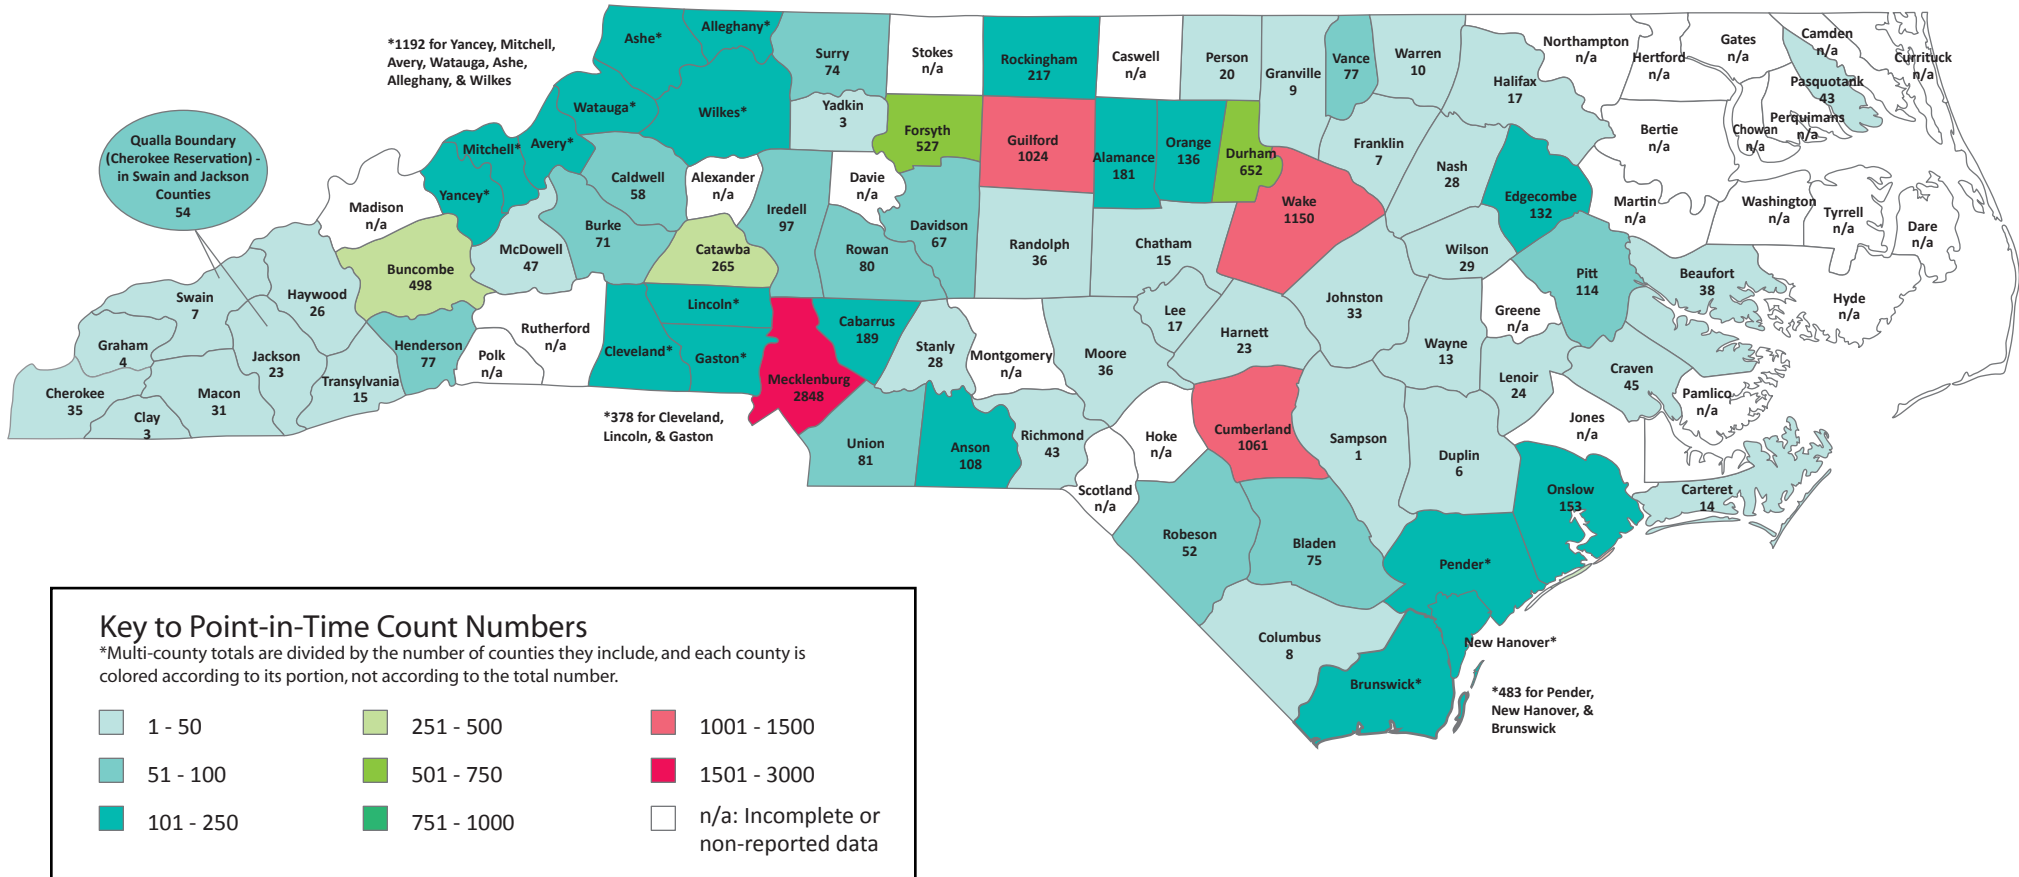 *1192 for Yancey, Mitchell,
Avery, Watauga, Ashe,
Alleghany, & Wilkes
Ashe*
Alleghany*
Surry
74
Stokes
n/a
Rockingham
217
Caswell
n/a
Person
20
Granville
9
Vance
77
Warren
10
Halifax
17
Northampton
n/a
Hertford
n/a
Gates
n/a
Camden
n/a
Currituck
n/a
Pasquotank
43
Perquimans
n/a
Chowan
n/a
Bertie
n/a
Watauga*
Wilkes*
Yadkin
3
Forsyth
527
Guilford
1024
Alamance
181
Orange
136
Durham
652
Franklin
7
Nash
28
Edgecombe
132
Martin
n/a
Washington
n/a
Tyrrell
n/a
Dare
n/a
Qualla Boundary
(Cherokee Reservation) -
in Swain and Jackson
Counties
54
Mitchell*
Avery*
Yancey*
Caldwell
58
Alexander
n/a
Iredell
97
Davie
n/a
Davidson
67
Wake
1150
Madison
n/a
Buncombe
498
McDowell
47
Burke
71
Catawba
265
Rowan
80
Randolph
36
Chatham
15
Wilson
29
Pitt
114
Beaufort
38
Hyde
n/a
Swain
7
Haywood
26
Graham
4
Jackson
23
Henderson
77
Polk
n/a
Rutherford
n/a
Cleveland*
Lincoln*
Gaston*
Mecklenburg
2848
Cabarrus
189
Stanly
28
Montgomery
n/a
Moore
36
Lee
17
Harnett
23
Johnston
33
Wayne
13
Greene
n/a
Lenoir
24
Craven
45
Pamlico
n/a
Jones
n/a
Cherokee
35
Clay
3
Macon
31
Transylvania
15
*378 for Cleveland,
Lincoln, & Gaston
Union
81
Anson
108
Richmond
43
Hoke
n/a
Scotland
n/a
Cumberland
1061
Sampson
1
Duplin
6
Onslow
153
Carteret
14
Robeson
52
Bladen
75
Pender*
Columbus
8
New Hanover*
Brunswick*
*483 for Pender,
New Hanover, &
Brunswick
Key to Point-in-Time Count Numbers
*Multi-county totals are divided by the number of counties they include, and each county is
colored according to its portion, not according to the total number.
1 - 50
51 - 100
101 - 250
251 - 500
501 - 750
751 - 1000
1001 - 1500
1501 - 3000
n/a: Incomplete or
non-reported data